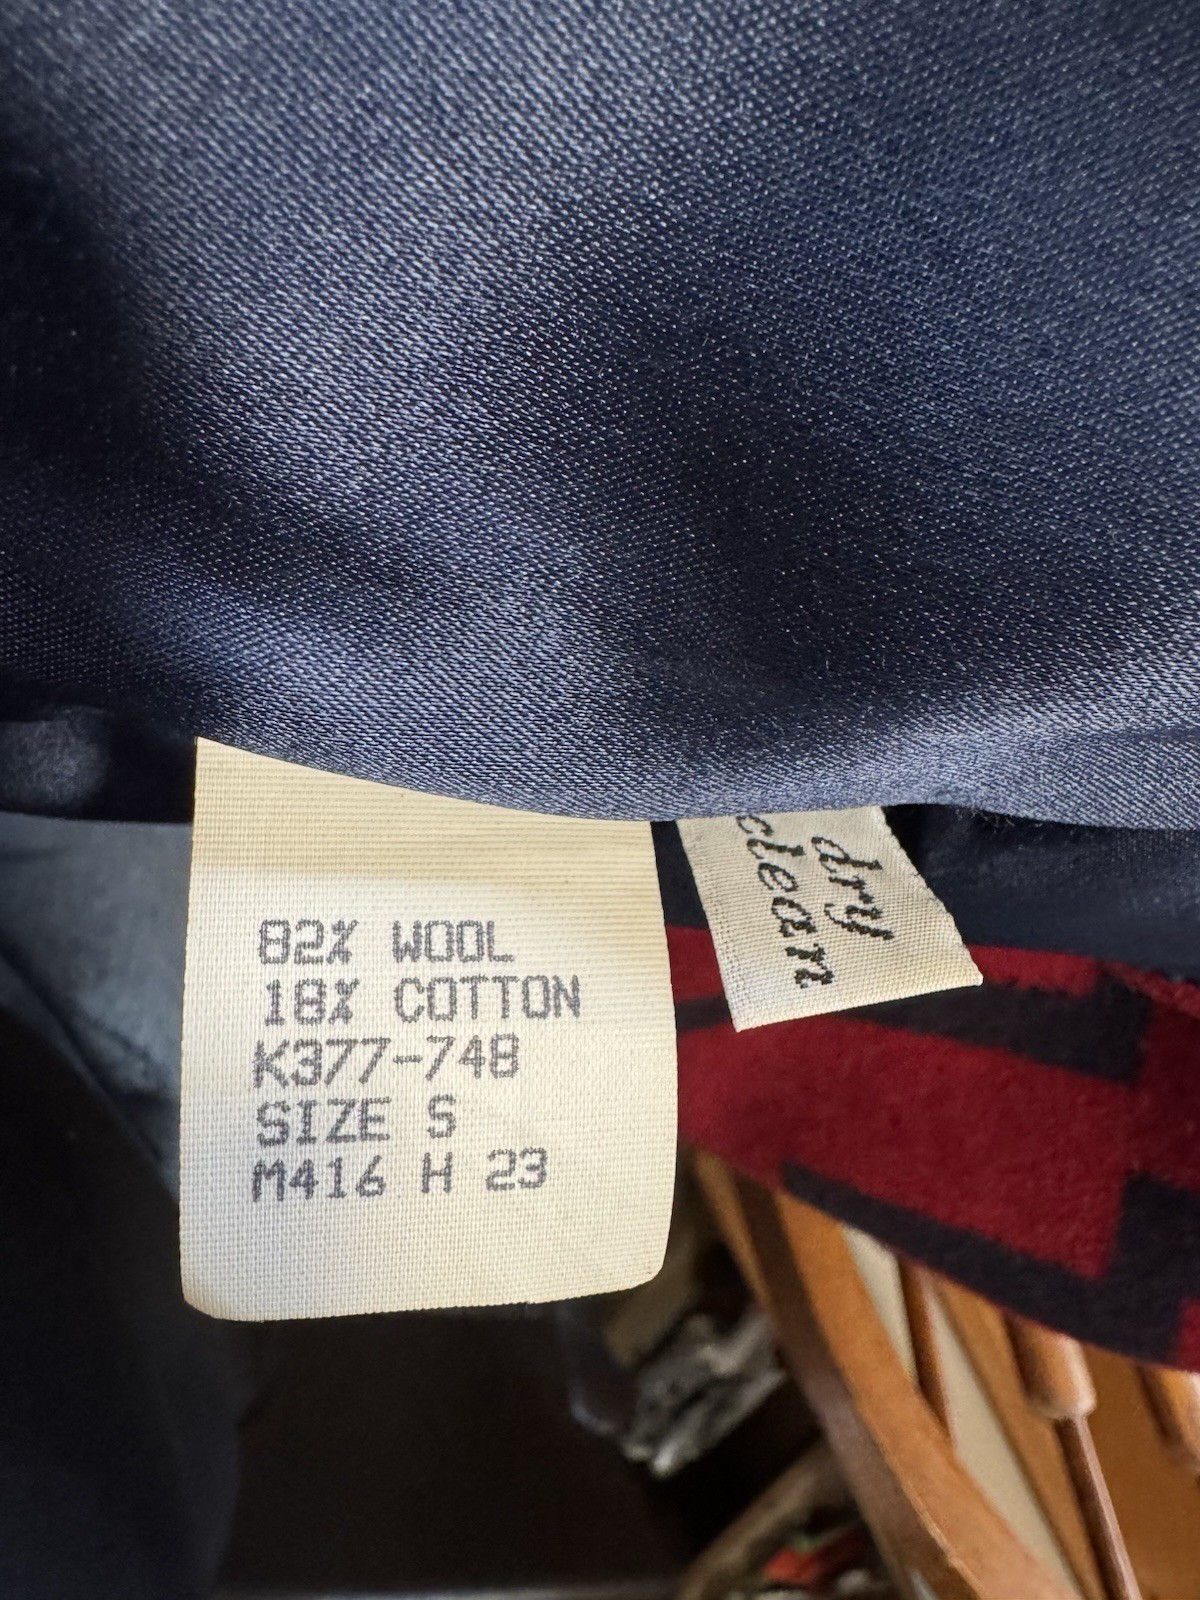 82% WOOL
18% COTTON
K377-748
SIZE S
M416 H 23
dry
clean